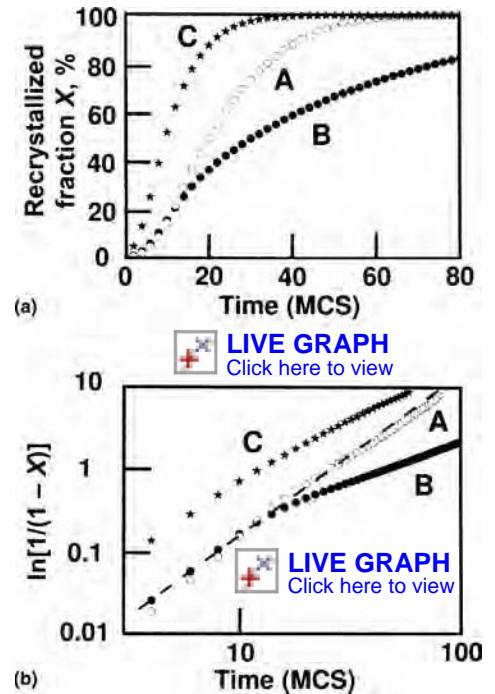 100
80
60
40
20
0
Recrystallized
fraction X, %
C
A
B
0 20 40 60 80
(a)
Time (MCS)
LIVE GRAPH
Click here to view
10
1
0.1
0.01
ln[1/(1 – X)]
C
A
B
LIVE GRAPH
Click here to view
10 100
(b)
Time (MCS)